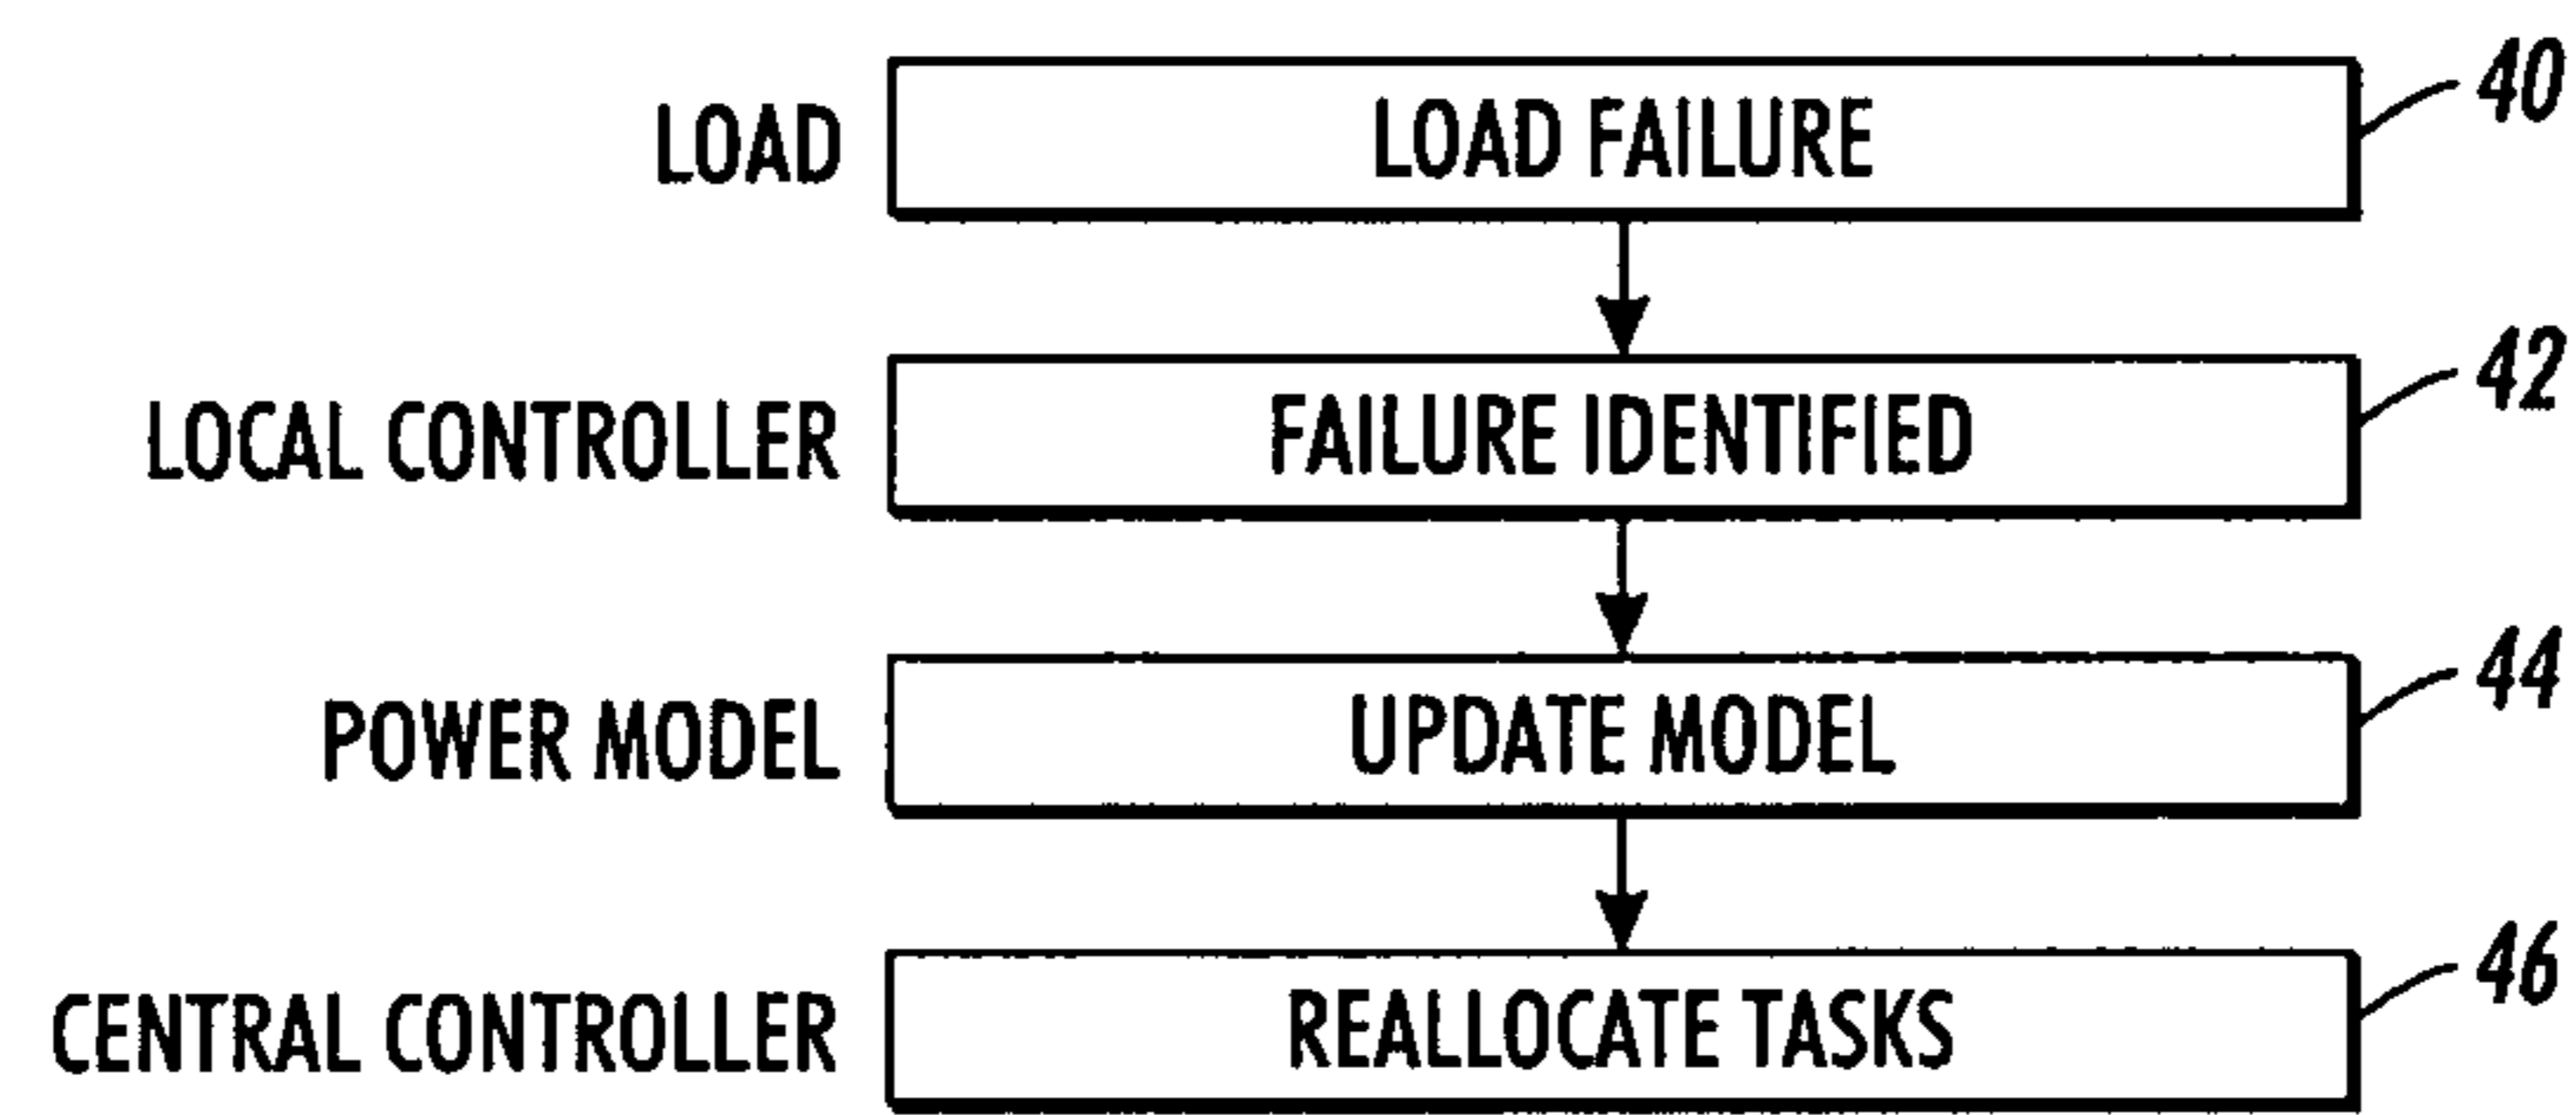 LOAD LOAD FAILURE 40
LOCAL CONTROLLER FAILURE IDENTIFIED 42
POWER MODEL UPDATE MODEL 44
CENTRAL CONTROLLER REALLOCATE TASKS 46